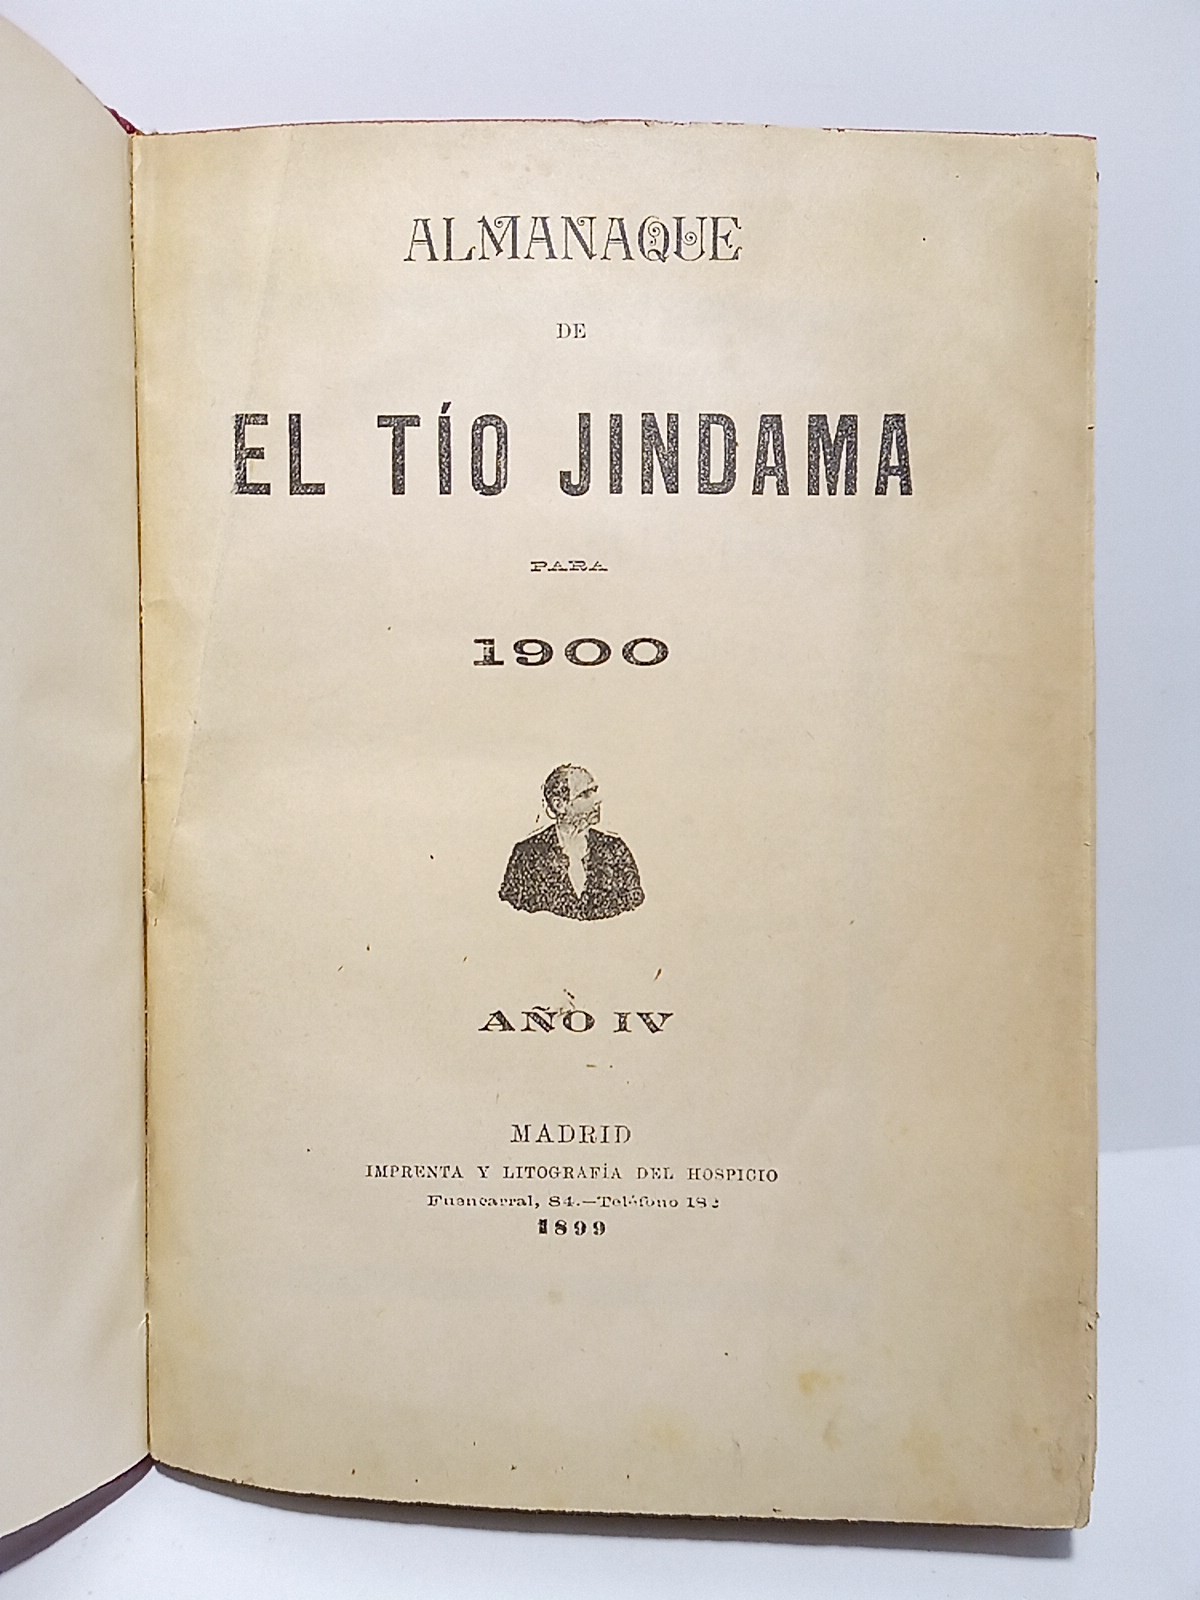 ALMANAQUE
DE
EL TÍO JINDAMA
PARA
1900
AÑO IV
MADRID
IMPRENTA Y LITOGRAFÍA DEL HOSPICIO
Fuencarral, 84.—Teléfono
1899